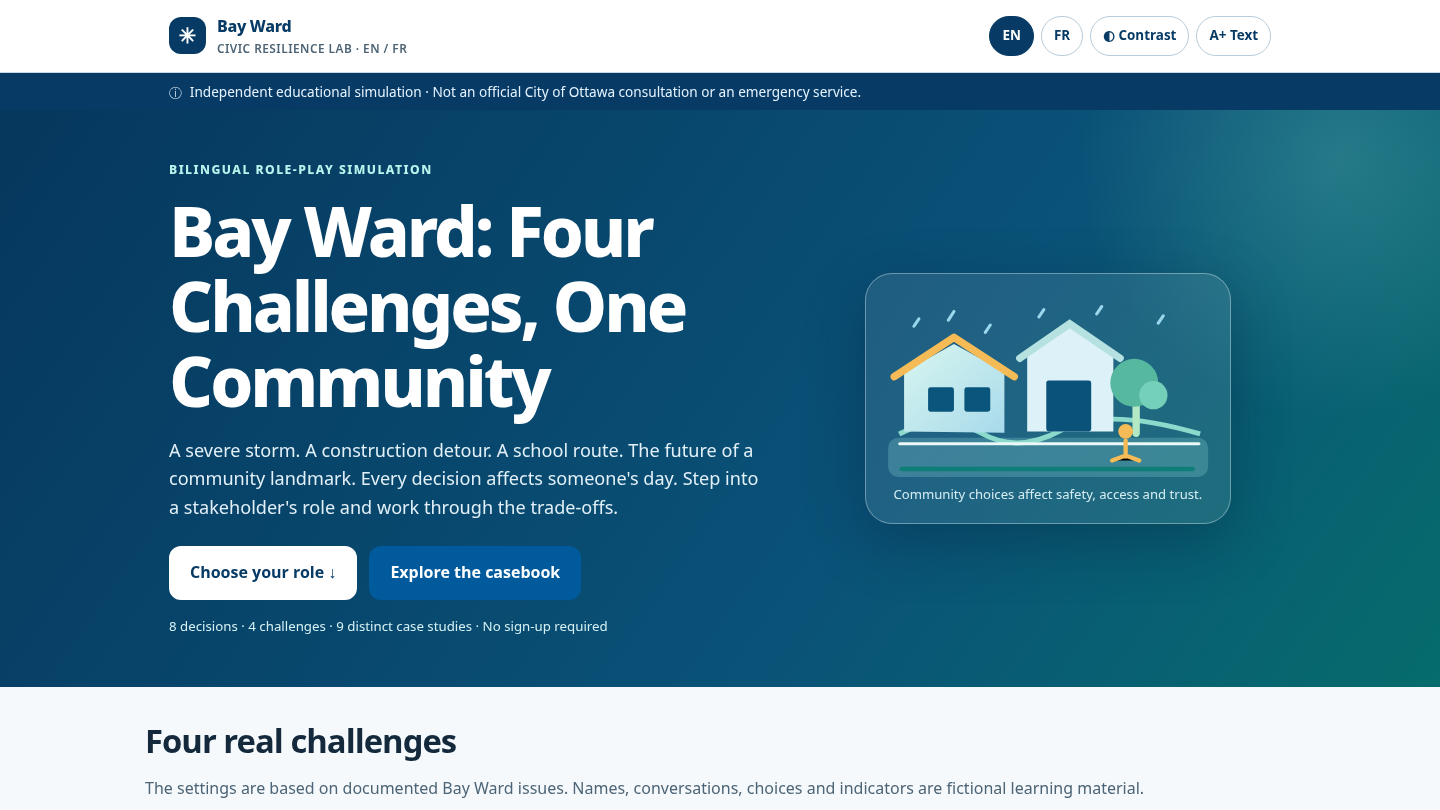 Bay Ward
CIVIC RESILIENCE LAB · EN / FR
EN
FR
◐ Contrast
A+ Text
ⓘ Independent educational simulation · Not an official City of Ottawa consultation or an emergency service.
BILINGUAL ROLE-PLAY SIMULATION
Bay Ward: Four
Challenges, One
Community
A severe storm. A construction detour. A school route. The future of a
community landmark. Every decision affects someone's day. Step into
a stakeholder's role and work through the trade-offs.
Choose your role ↓
Explore the casebook
8 decisions · 4 challenges · 9 distinct case studies · No sign-up required
Community choices affect safety, access and trust.
Four real challenges
The settings are based on documented Bay Ward issues. Names, conversations, choices and indicators are fictional learning material.